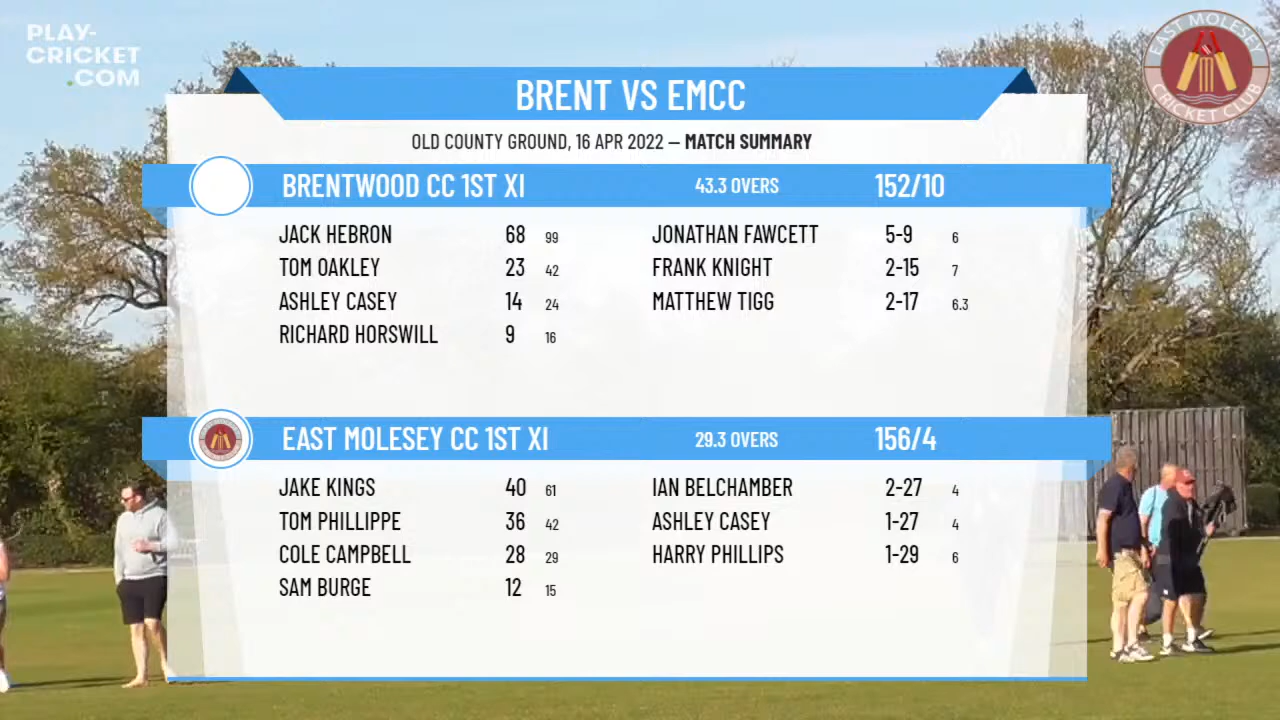 PLAY-
CRICKET
.COM
EAST MOLESEY
CRICKET CLUB
BRENT VS EMCC
OLD COUNTY GROUND, 16 APR 2022 – MATCH SUMMARY
BRENTWOOD CC 1ST XI 43.3 OVERS 152/10
JACK HEBRON 68 99 JONATHAN FAWCETT 5-9 6
TOM OAKLEY 23 42 FRANK KNIGHT 2-15 7
ASHLEY CASEY 14 24 MATTHEW TIGG 2-17 6.3
RICHARD HORSWILL 9 16
EAST MOLESEY CC 1ST XI 29.3 OVERS 156/4
JAKE KINGS 40 61 IAN BELCHAMBER 2-27 4
TOM PHILLIPPE 36 42 ASHLEY CASEY 1-27 4
COLE CAMPBELL 28 29 HARRY PHILLIPS 1-29 6
SAM BURGE 12 15